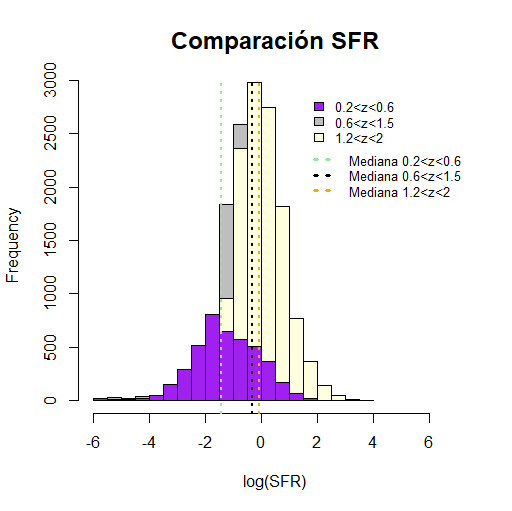 Comparación SFR
3000
2500
2000
1500
1000
500
0
Frequency
0.2<z<0.6
0.6<z<1.5
1.2<z<2
Mediana 0.2<z<0.6
Mediana 0.6<z<1.5
Mediana 1.2<z<2
-6 -4 -2 0 2 4 6
log(SFR)